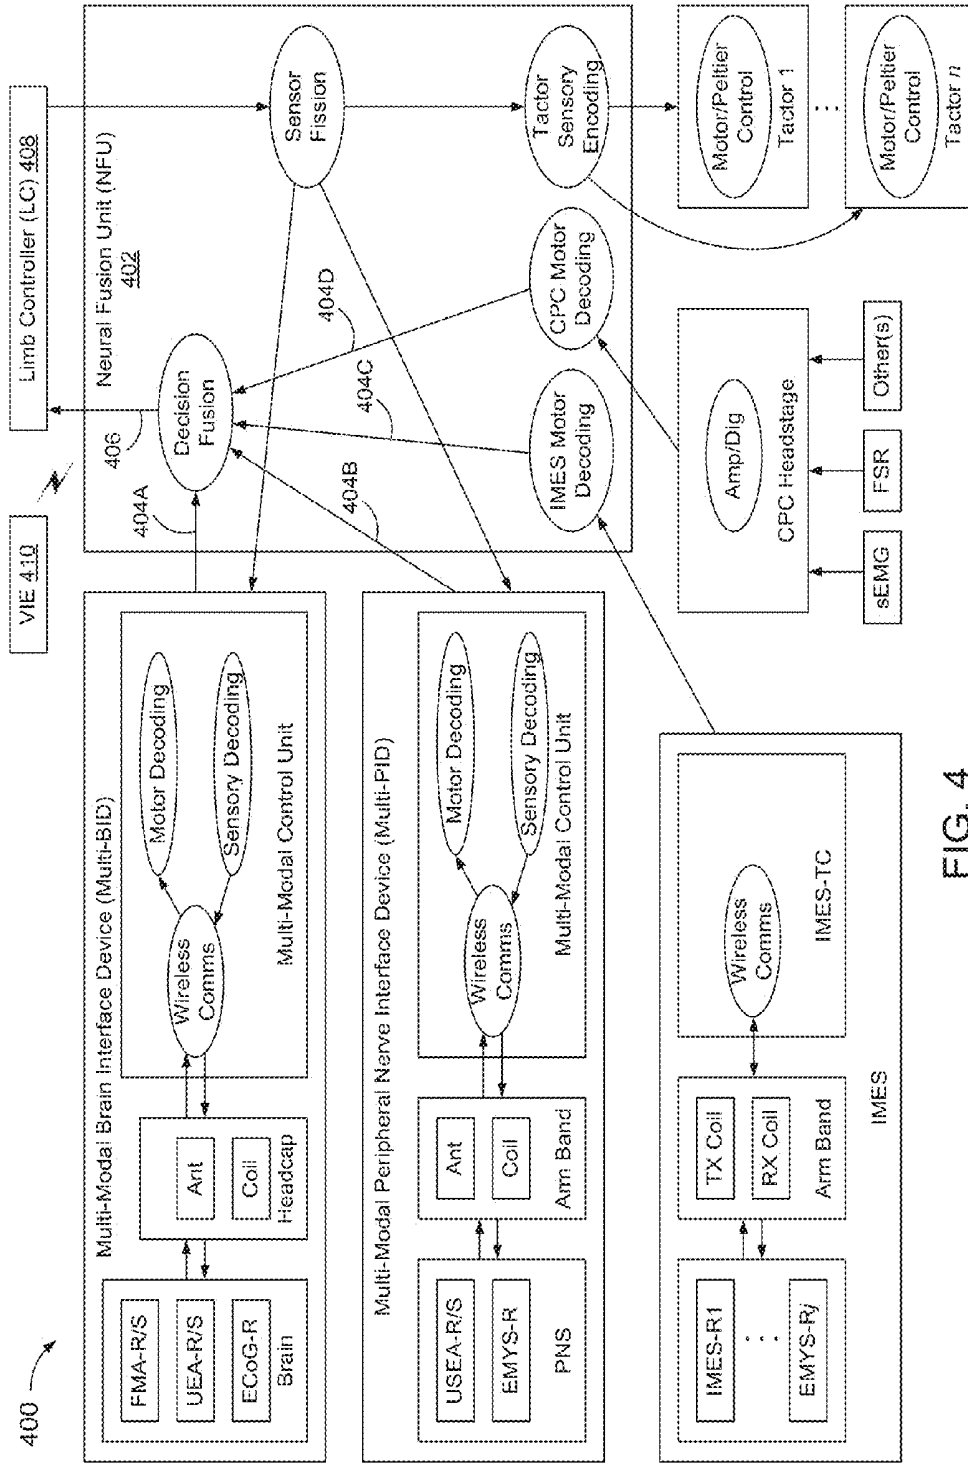 400
VIE 410
Limb Controller (LC) 408
Multi-Modal Brain Interface Device (Multi-BID)
FMA-R/S
UEA-R/S
ECoG-R
Brain
Ant
Coil
Headcap
Wireless
Comms
Motor Decoding
Sensory Decoding
Multi-Modal Control Unit
404A
406
Neural Fusion Unit (NFU)
402
Decision
Fusion
Sensor
Fission
404B
404C
404D
Multi-Modal Peripheral Nerve Interface Device (Multi-PID)
USEA-R/S
EMYS-R
PNS
Ant
Coil
Arm Band
Wireless
Comms
Motor Decoding
Sensory Decoding
Multi-Modal Control Unit
IMES Motor
Decoding
CPC Motor
Decoding
Tactor
Sensory
Encoding
IMES-R1
EMYS-Rj
TX Coil
RX Coil
Arm Band
Wireless
Comms
IMES-TC
IMES
Amp/Dig
CPC Headstage
sEMG
FSR
Other(s)
Motor/Peltier
Control
Tactor 1
Motor/Peltier
Control
Tactor n
FIG. 4